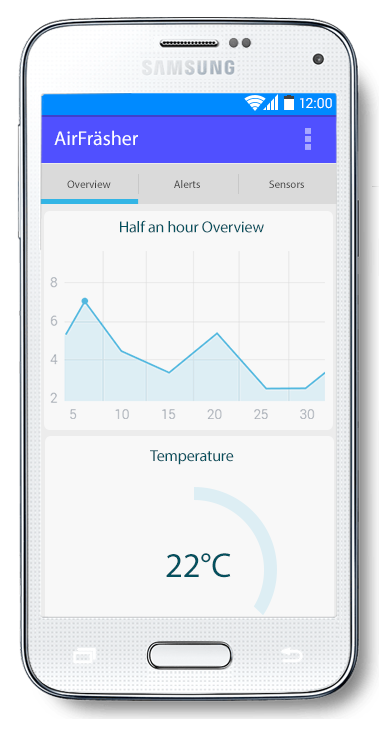 SAMSUNG
12:00
AirFräsher
Overview Alerts Sensors
Half an hour Overview
8
6
4
2
5 10 15 20 25 30
Temperature
22°C